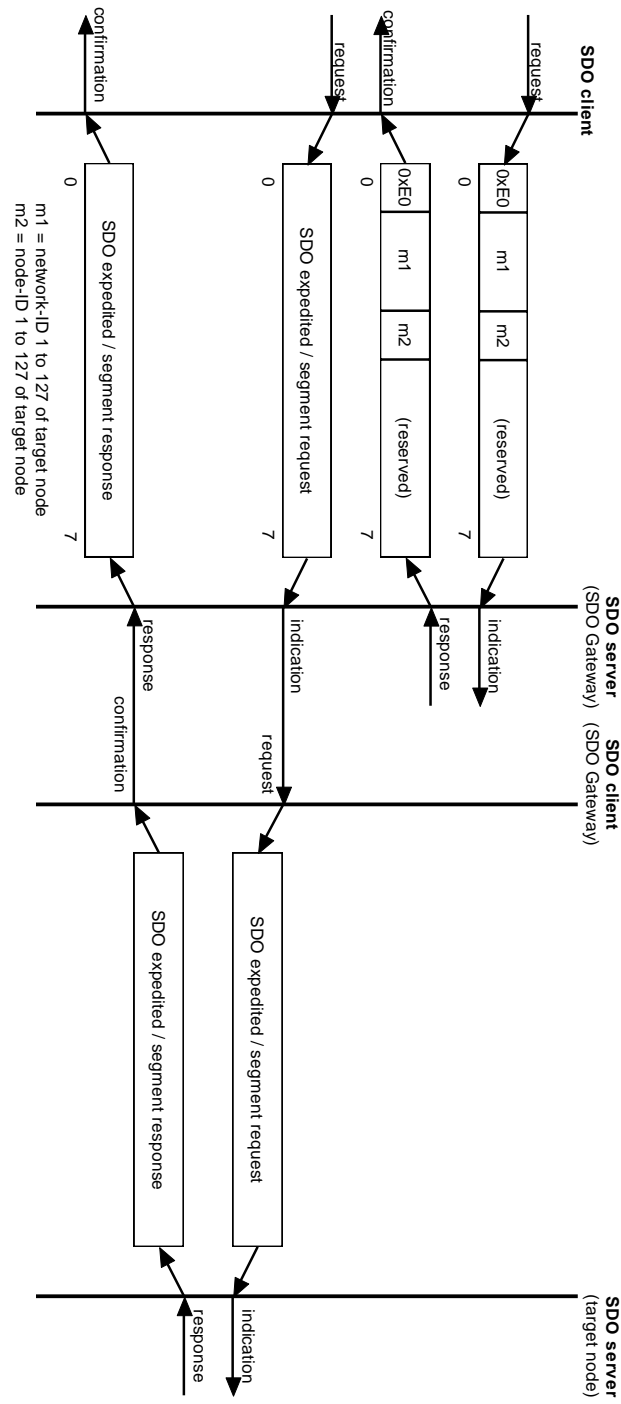 SDO client
SDO server
(SDO Gateway)
SDO client
(SDO Gateway)
SDO server
(target node)
request
0xE0
m1
m2
(reserved)
0
7
indication
confirmation
0xE0
m1
m2
(reserved)
0
7
response
request
SDO expedited / segment request
0
7
indication
request
SDO expedited / segment request
indication
confirmation
SDO expedited / segment response
0
7
response
confirmation
SDO expedited / segment response
response
m1 = network-ID 1 to 127 of target node
m2 = node-ID 1 to 127 of target node